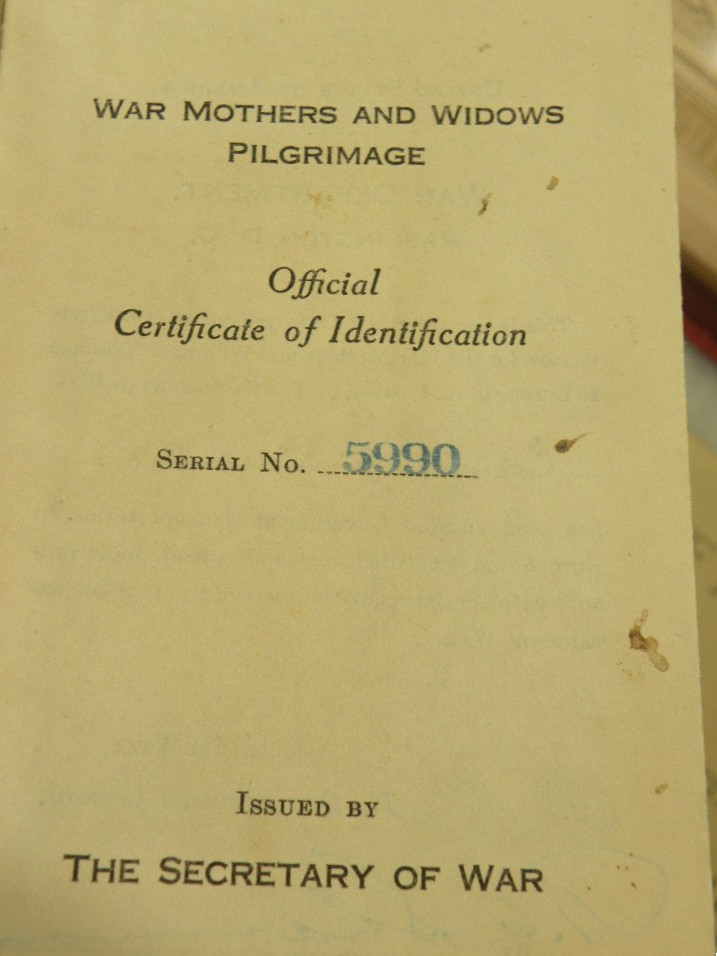 WAR MOTHERS AND WIDOWS
PILGRIMAGE
Official
Certificate of Identification
SERIAL No. 5990
ISSUED BY
THE SECRETARY OF WAR